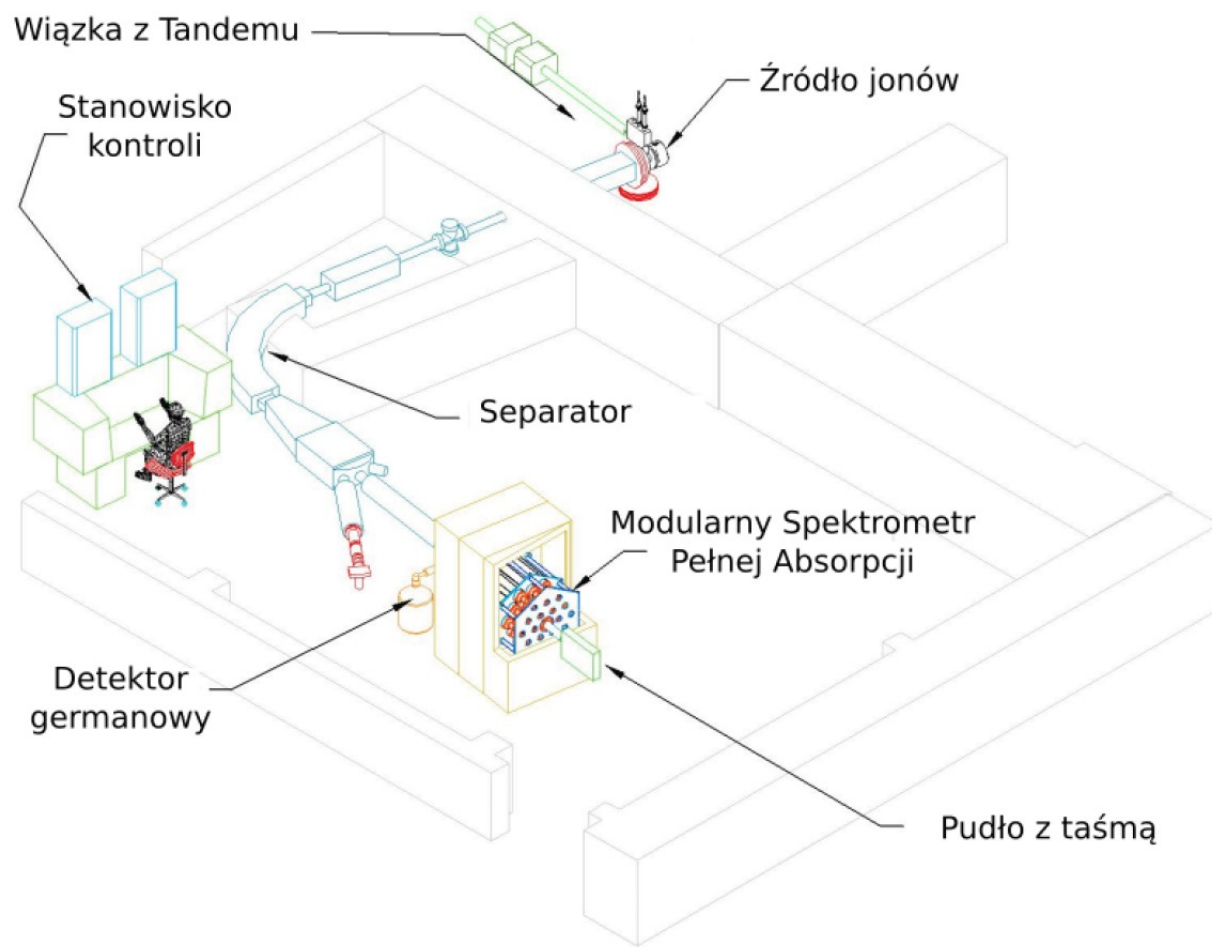 Wiązka z Tandemu
Źródło jonów
Stanowisko
kontroli
Separator
Modularny Spektrometr
Pełnej Absorpcji
Detektor
germanowy
Pudło z taśmą